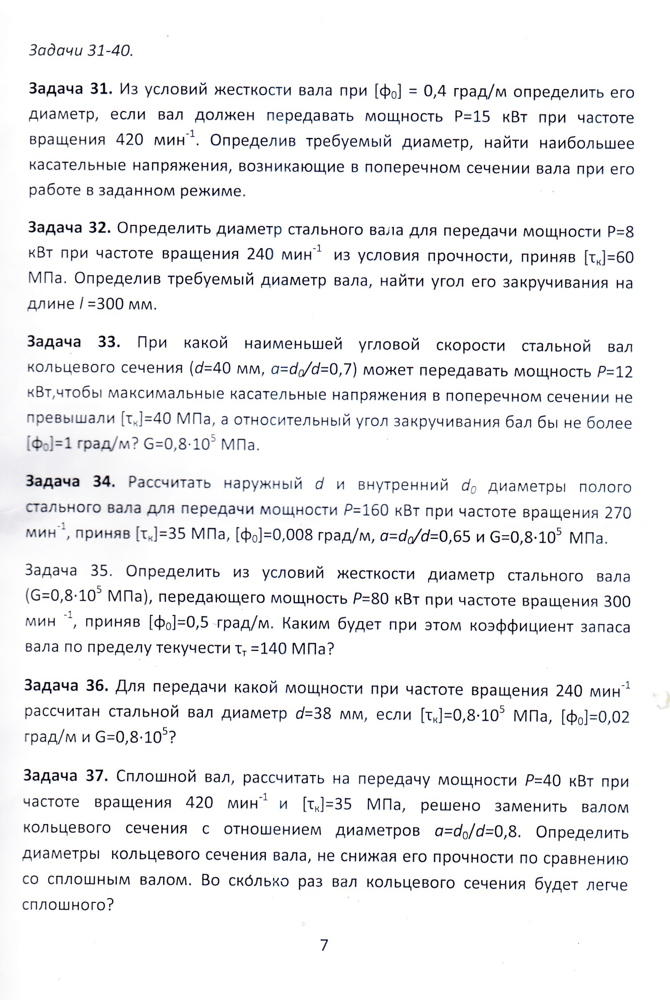 Задачи 31-40.
Задача 31. Из условий жесткости вала при [ф₀] = 0,4 град/м определить его
диаметр, если вал должен передавать мощность Р=15 кВт при частоте
вращения 420 мин⁻¹. Определив требуемый диаметр, найти наибольшее
касательные напряжения, возникающие в поперечном сечении вала при его
работе в заданном режиме.
Задача 32. Определить диаметр стального вала для передачи мощности Р=8
кВт при частоте вращения 240 мин⁻¹ из условия прочности, приняв [τк]=60
МПа. Определив требуемый диаметр вала, найти угол его закручивания на
длине l =300 мм.
Задача 33. При какой наименьшей угловой скорости стальной вал
кольцевого сечения (d=40 мм, a=d₀/d=0,7) может передавать мощность P=12
кВт,чтобы максимальные касательные напряжения в поперечном сечении не
превышали [τк]=40 МПа, а относительный угол закручивания бал бы не более
[ф₀]=1 град/м? G=0,8·10⁵ МПа.
Задача 34. Рассчитать наружный d и внутренний d₀ диаметры полого
стального вала для передачи мощности P=160 кВт при частоте вращения 270
мин⁻¹, приняв [τк]=35 МПа, [ф₀]=0,008 град/м, a=d₀/d=0,65 и G=0,8·10⁵ МПа.
Задача 35. Определить из условий жесткости диаметр стального вала
(G=0,8·10⁵ МПа), передающего мощность P=80 кВт при частоте вращения 300
мин ⁻¹, приняв [ф₀]=0,5 град/м. Каким будет при этом коэффициент запаса
вала по пределу текучести τт =140 МПа?
Задача 36. Для передачи какой мощности при частоте вращения 240 мин⁻¹
рассчитан стальной вал диаметр d=38 мм, если [τк]=0,8·10⁵ МПа, [ф₀]=0,02
град/м и G=0,8·10⁵?
Задача 37. Сплошной вал, рассчитать на передачу мощности P=40 кВт при
частоте вращения 420 мин⁻¹ и [τк]=35 МПа, решено заменить валом
кольцевого сечения с отношением диаметров a=d₀/d=0,8. Определить
диаметры кольцевого сечения вала, не снижая его прочности по сравнению
со сплошным валом. Во ско́лько раз вал кольцевого сечения будет легче
сплошного?
7